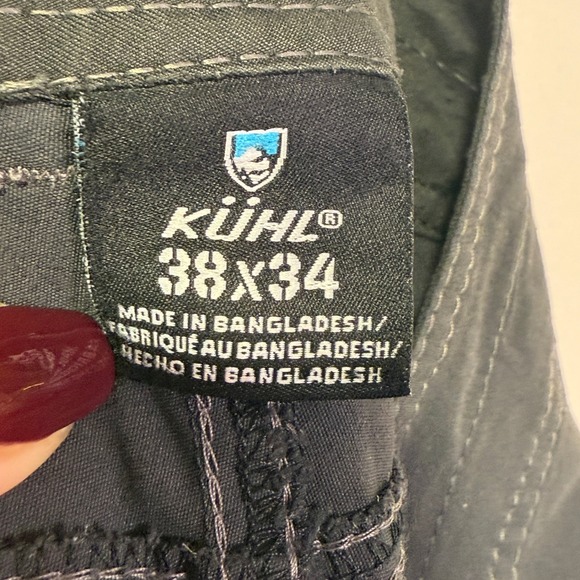 KÜHL®
38X34
MADE IN BANGLADESH/
FABRIQUÉ AU BANGLADESH/
HECHO EN BANGLADESH